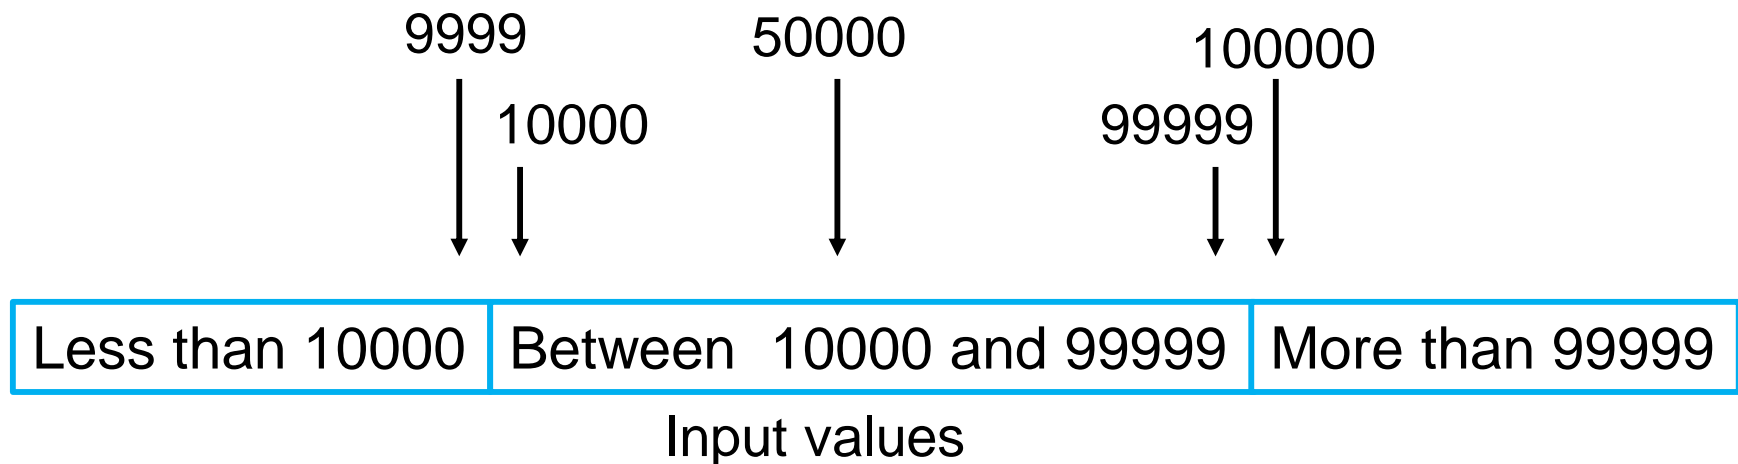 9999
50000
100000
10000
99999
Less than 10000
Between 10000 and 99999
More than 99999
Input values